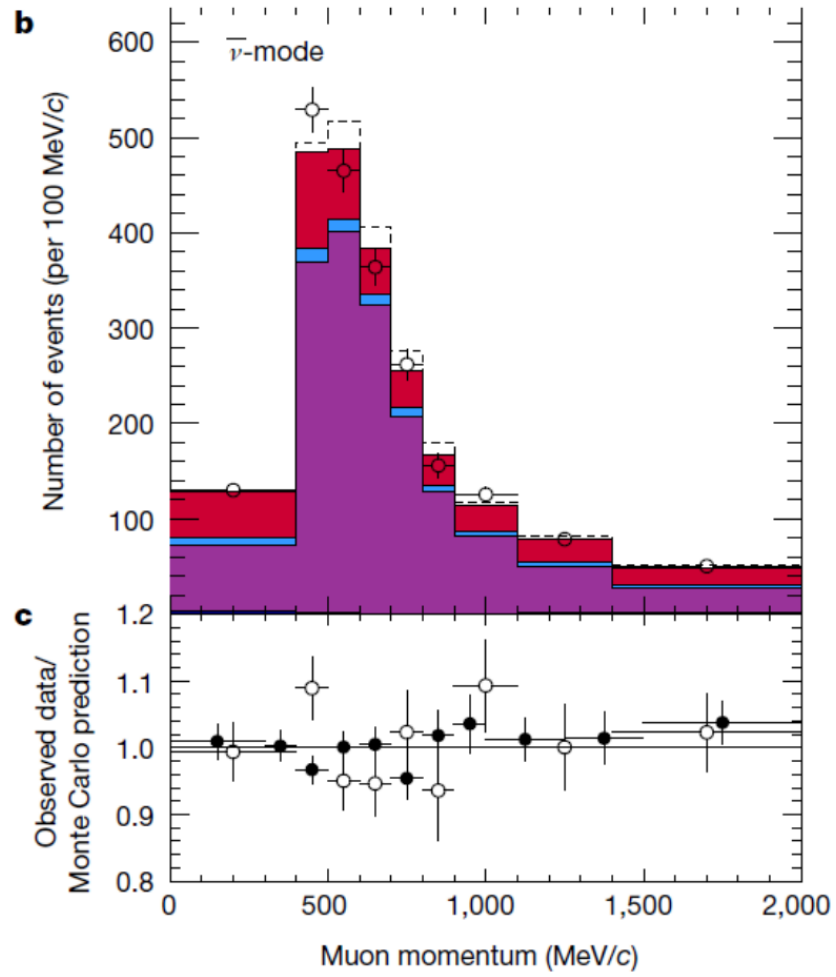 b
ν̅-mode
600
500
400
300
200
100
Number of events (per 100 MeV/c)
c
1.2
1.1
1.0
0.9
0.8
Observed data/
Monte Carlo prediction
0
500
1,000
1,500
2,000
Muon momentum (MeV/c)